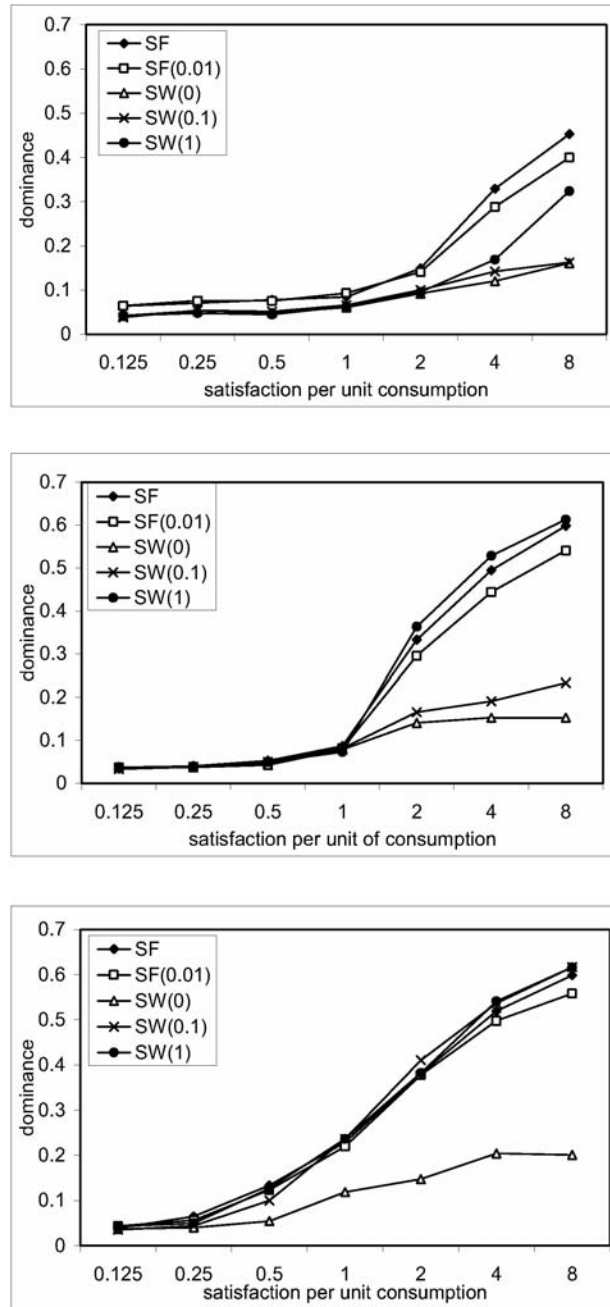 0.7
0.6
0.5
0.4
0.3
0.2
0.1
0
dominance
SF
SF(0.01)
SW(0)
SW(0.1)
SW(1)
0.125 0.25 0.5 1 2 4 8
satisfaction per unit consumption
0.7
0.6
0.5
0.4
0.3
0.2
0.1
0
dominance
SF
SF(0.01)
SW(0)
SW(0.1)
SW(1)
0.125 0.25 0.5 1 2 4 8
satisfaction per unit of consumption
0.7
0.6
0.5
0.4
0.3
0.2
0.1
0
dominance
SF
SF(0.01)
SW(0)
SW(0.1)
SW(1)
0.125 0.25 0.5 1 2 4 8
satisfaction per unit consumption